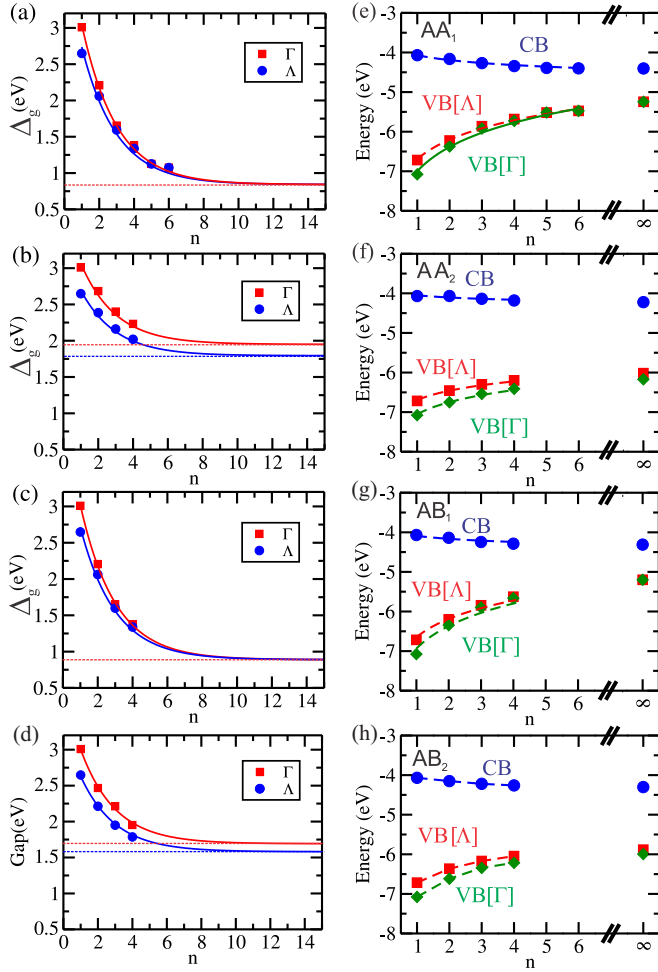 (a)
Δg(eV)
3
2.5
2
1.5
1
0.5
Γ
Λ
0 2 4 6 8 10 12 14
n
(e)
AA1
CB
VB[Λ]
VB[Γ]
Energy (eV)
-3
-4
-5
-6
-7
-8
1 2 3 4 5 6 ∞
n
(b)
Δg(eV)
3
2.5
2
1.5
1
0.5
Γ
Λ
0 2 4 6 8 10 12 14
n
(f)
AA2
CB
VB[Λ]
VB[Γ]
Energy (eV)
-3
-4
-5
-6
-7
-8
1 2 3 4 5 6 ∞
n
(c)
Δg(eV)
3
2.5
2
1.5
1
0.5
Γ
Λ
0 2 4 6 8 10 12 14
n
(g)
AB1
CB
VB[Λ]
VB[Γ]
Energy (eV)
-3
-4
-5
-6
-7
-8
1 2 3 4 5 6 ∞
n
(d)
Gap(eV)
3
2.5
2
1.5
1
0.5
Γ
Λ
0 2 4 6 8 10 12 14
n
(h)
AB2
CB
VB[Λ]
VB[Γ]
Energy (eV)
-3
-4
-5
-6
-7
-8
1 2 3 4 5 6 ∞
n